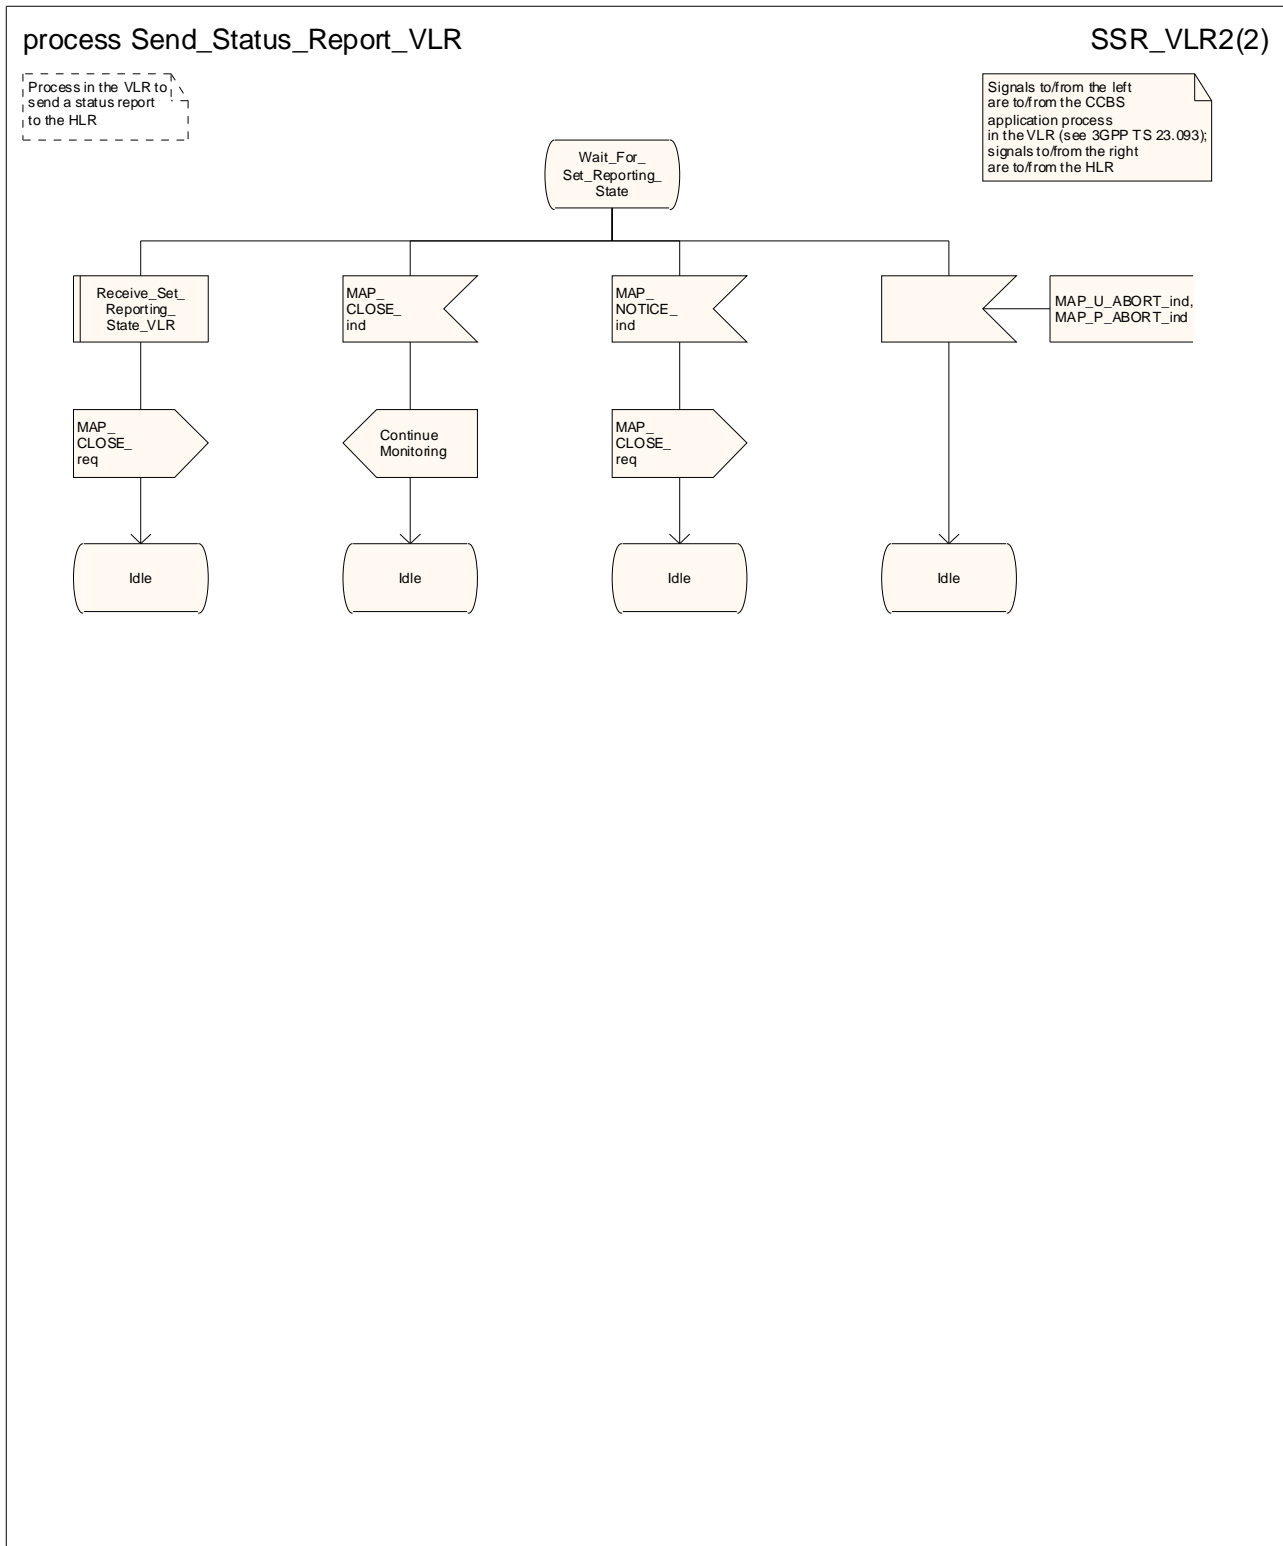 process Send_Status_Report_VLR
SSR_VLR2(2)
Process in the VLR to
send a status report
to the HLR
Signals to/from the left
are to/from the CCBS
application process
in the VLR (see 3GPP TS 23.093);
signals to/from the right
are to/from the HLR
Wait_For_
Set_Reporting_
State
Receive_Set_
Reporting_
State_VLR
MAP_
CLOSE_
ind
MAP_
NOTICE_
ind
MAP_U_ABORT_ind,
MAP_P_ABORT_ind
MAP_
CLOSE_
req
Continue
Monitoring
MAP_
CLOSE_
req
Idle
Idle
Idle
Idle